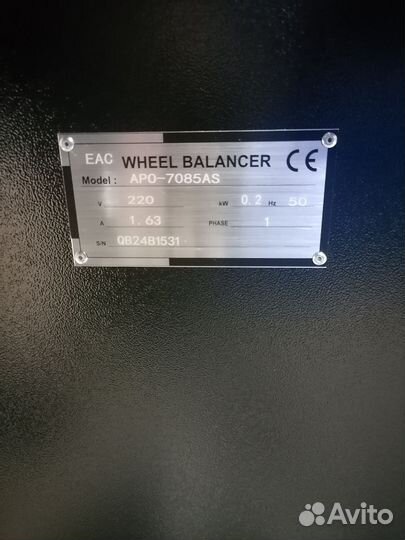 EAC WHEEL BALANCER CE
Model : APO-7085AS
V 220 kW 0.2 Hz 50
A 1.63 PHASE 1
S/N QB24B1531
Avito